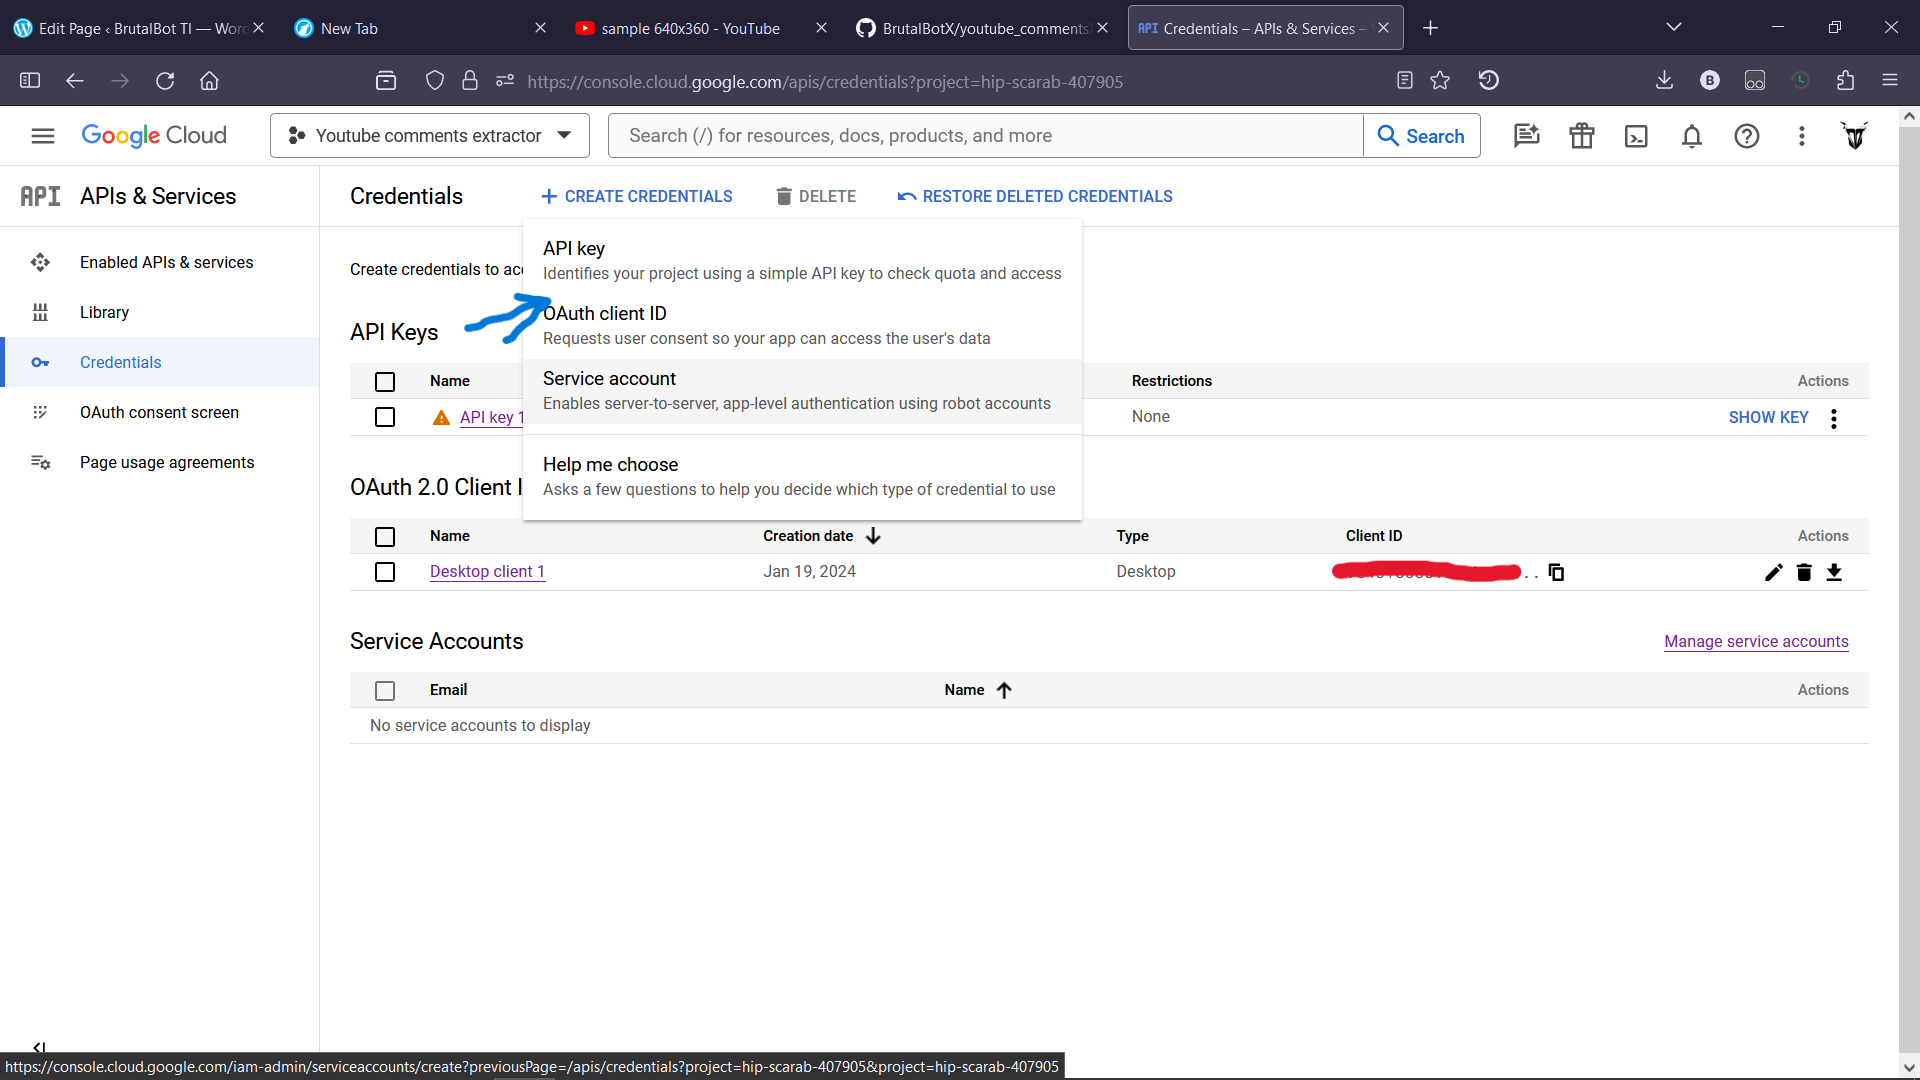 Edit Page ‹ BrutalBot TI — Wor
New Tab
sample 640x360 - YouTube
BrutalBotX/youtube_comments
API Credentials – APIs & Services –
https://console.cloud.google.com/apis/credentials?project=hip-scarab-407905
B
Google Cloud
Youtube comments extractor
Search (/) for resources, docs, products, and more
Search
API APIs & Services
Credentials
CREATE CREDENTIALS
DELETE
RESTORE DELETED CREDENTIALS
Enabled APIs & services
Library
Credentials
OAuth consent screen
Page usage agreements
Create credentials to acc
API key
Identifies your project using a simple API key to check quota and access
OAuth client ID
Requests user consent so your app can access the user's data
Service account
Enables server-to-server, app-level authentication using robot accounts
Help me choose
Asks a few questions to help you decide which type of credential to use
API Keys
Name
Restrictions
Actions
API key 1
None
SHOW KEY
OAuth 2.0 Client I
Name
Creation date
Type
Client ID
Actions
Desktop client 1
Jan 19, 2024
Desktop
Service Accounts
Manage service accounts
Email
Name
Actions
No service accounts to display
https://console.cloud.google.com/iam-admin/serviceaccounts/create?previousPage=/apis/credentials?project=hip-scarab-407905&project=hip-scarab-407905